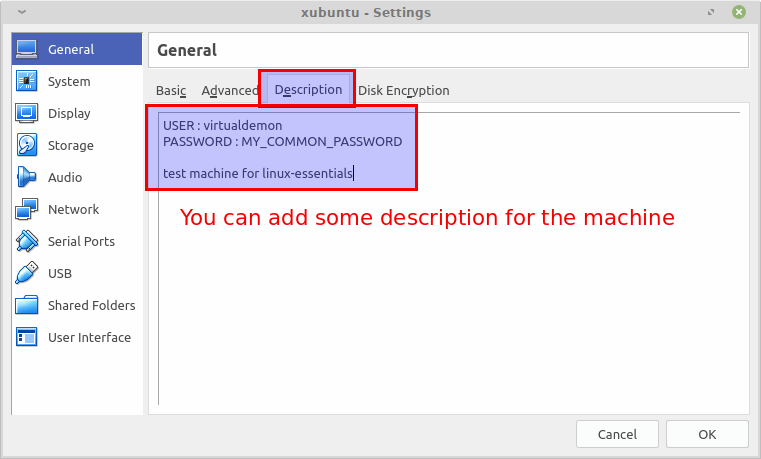 xubuntu - Settings
General
System
Display
Storage
Audio
Network
Serial Ports
USB
Shared Folders
User Interface
General
Basic Advanced Description Disk Encryption
USER : virtualdemon
PASSWORD : MY_COMMON_PASSWORD
test machine for linux-essentials
You can add some description for the machine
Cancel OK